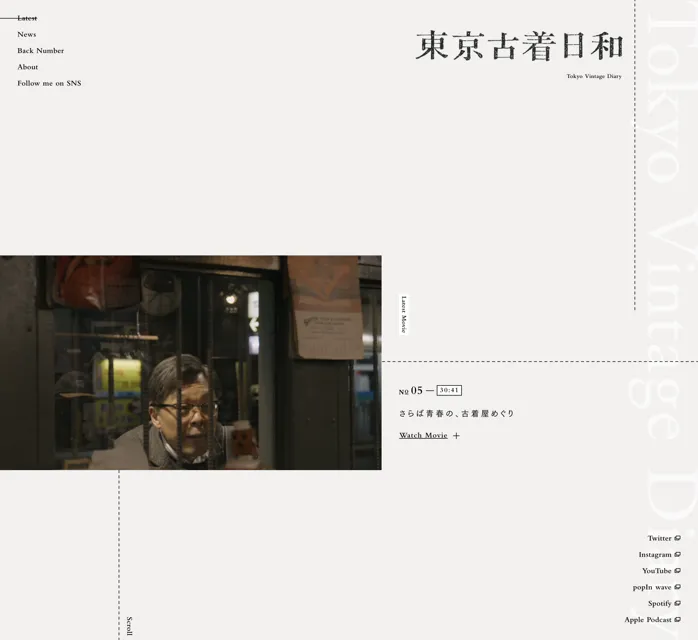 Latest
News
Back Number
About
Follow me on SNS
東京古着日和
Tokyo Vintage Diary
Tokyo Vintage Diary
Latest Movie
№ 05 — 30:41
さらば青春の、古着屋めぐり
Watch Movie +
Scroll
Twitter
Instagram
YouTube
popIn wave
Spotify
Apple Podcast